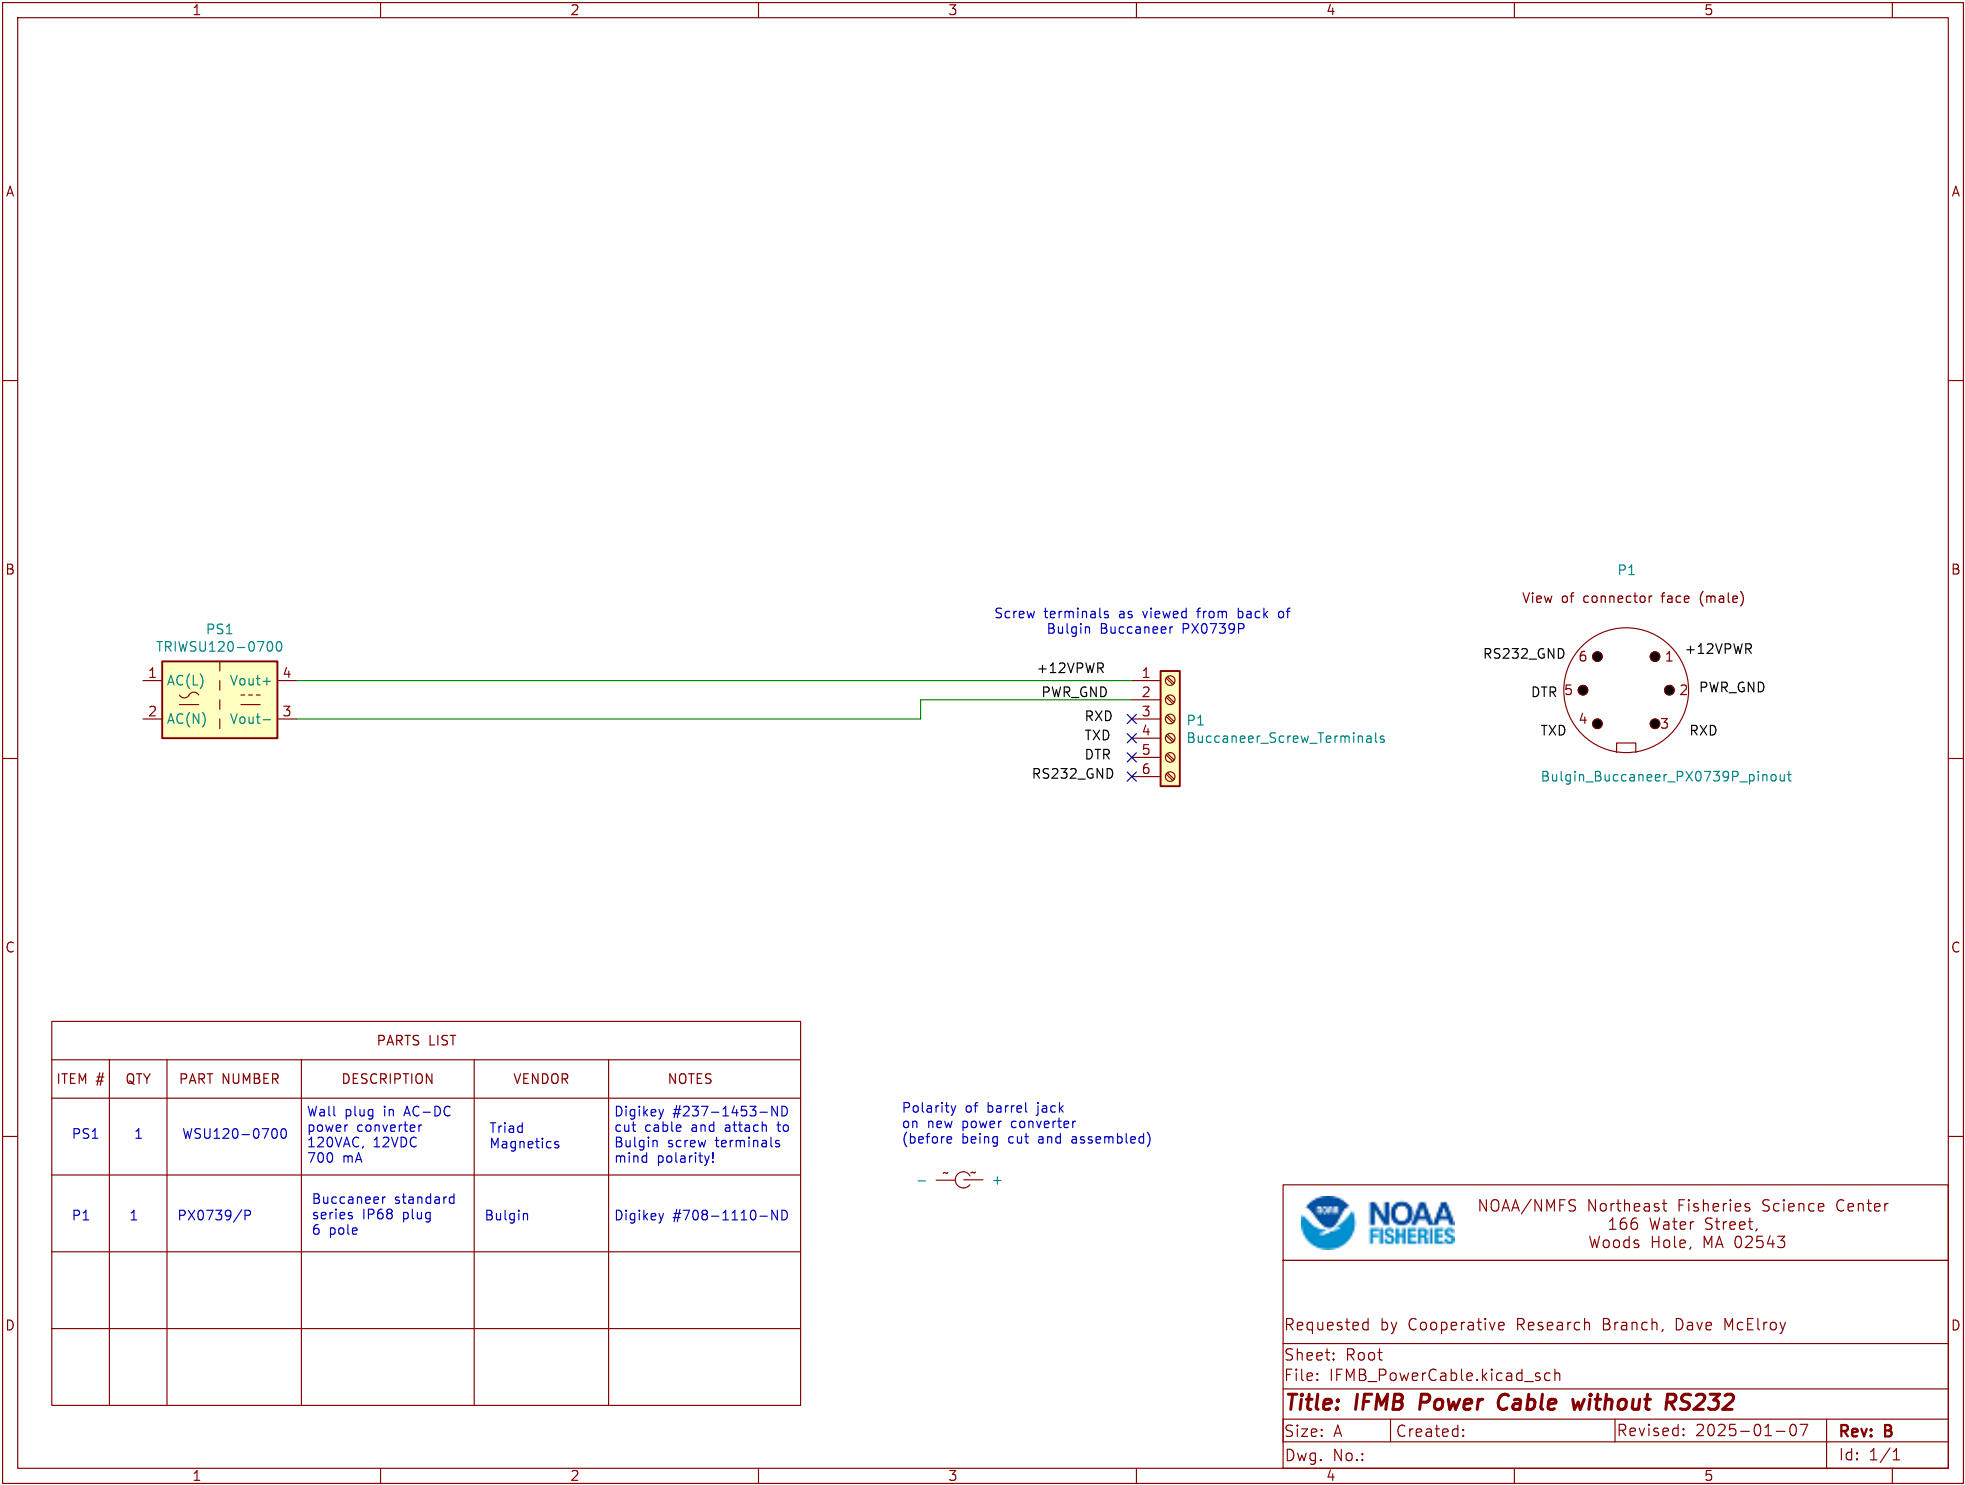 1 2 3 4 5
A A
B B
C C
D D
PS1
TRIWSU120-0700
1 AC(L) Vout+ 4
2 AC(N) Vout- 3
Screw terminals as viewed from back of
Bulgin Buccaneer PX0739P
+12VPWR 1
PWR_GND 2
RXD 3
TXD 4
DTR 5
RS232_GND 6
P1
Buccaneer_Screw_Terminals
P1
View of connector face (male)
RS232_GND 6 1 +12VPWR
DTR 5 2 PWR_GND
TXD 4 3 RXD
Bulgin_Buccaneer_PX0739P_pinout
PARTS LIST
ITEM # QTY PART NUMBER DESCRIPTION VENDOR NOTES
PS1
1
WSU120-0700
Wall plug in AC-DC
power converter
120VAC, 12VDC
700 mA
Triad
Magnetics
Digikey #237-1453-ND
cut cable and attach to
Bulgin screw terminals
mind polarity!
P1
1
PX0739/P
Buccaneer standard
series IP68 plug
6 pole
Bulgin
Digikey #708-1110-ND
Polarity of barrel jack
on new power converter
(before being cut and assembled)
- ~ ~ +
NOAA
NOAA
FISHERIES
NOAA/NMFS Northeast Fisheries Science Center
166 Water Street,
Woods Hole, MA 02543
Requested by Cooperative Research Branch, Dave McElroy
Sheet: Root
File: IFMB_PowerCable.kicad_sch
Title: IFMB Power Cable without RS232
Size: A Created: Revised: 2025-01-07 Rev: B
Dwg. No.: Id: 1/1
1 2 3 4 5